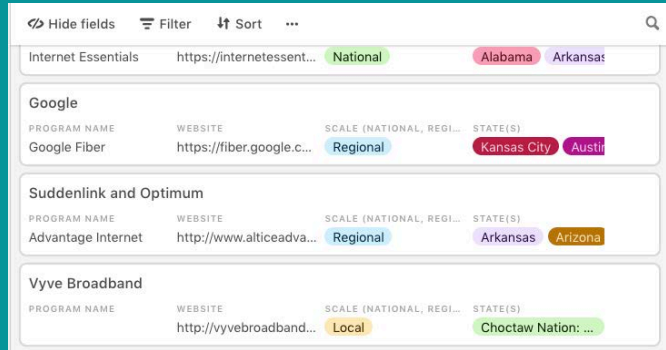 Hide fields Filter Sort ...
Internet Essentials https://internetessent... National Alabama Arkansas
Google
PROGRAM NAME WEBSITE SCALE (NATIONAL, REGI... STATE(S)
Google Fiber https://fiber.google.c... Regional Kansas City Austin
Suddenlink and Optimum
PROGRAM NAME WEBSITE SCALE (NATIONAL, REGI... STATE(S)
Advantage Internet http://www.alticeadva... Regional Arkansas Arizona
Vyve Broadband
PROGRAM NAME WEBSITE SCALE (NATIONAL, REGI... STATE(S)
http://vyvebroadband... Local Choctaw Nation: ...